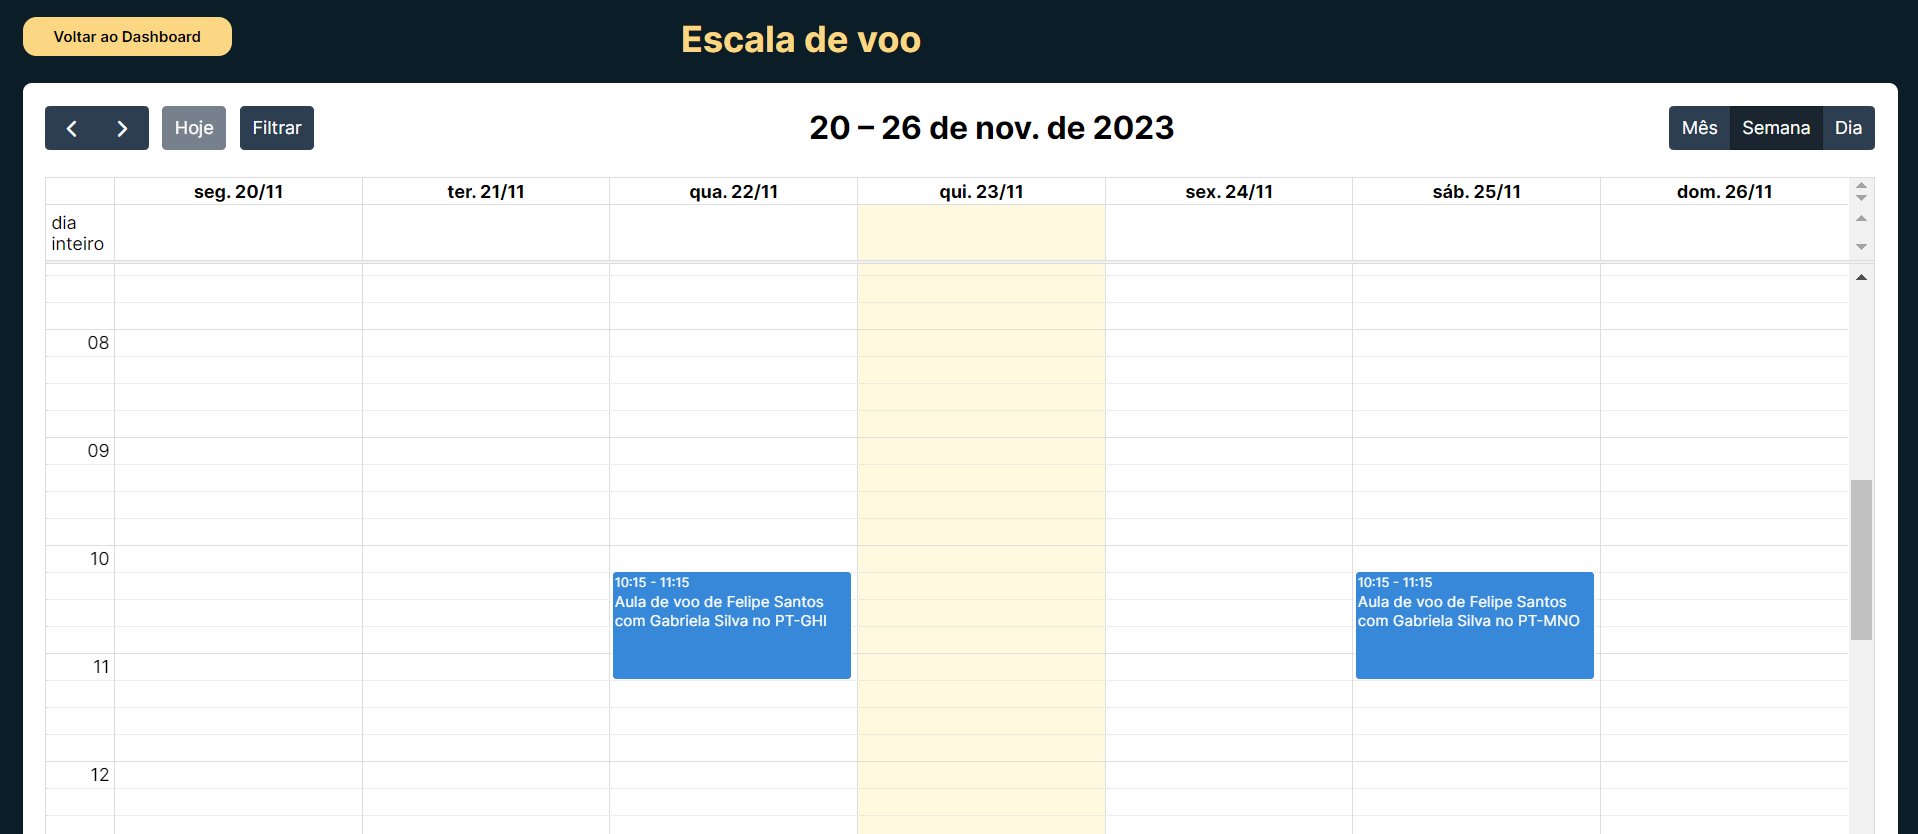 Voltar ao Dashboard
Escala de voo
Hoje
Filtrar
20 – 26 de nov. de 2023
Mês
Semana
Dia
seg. 20/11
ter. 21/11
qua. 22/11
qui. 23/11
sex. 24/11
sáb. 25/11
dom. 26/11
dia
inteiro
08
09
10
10:15 - 11:15
Aula de voo de Felipe Santos
com Gabriela Silva no PT-GHI
10:15 - 11:15
Aula de voo de Felipe Santos
com Gabriela Silva no PT-MNO
11
12